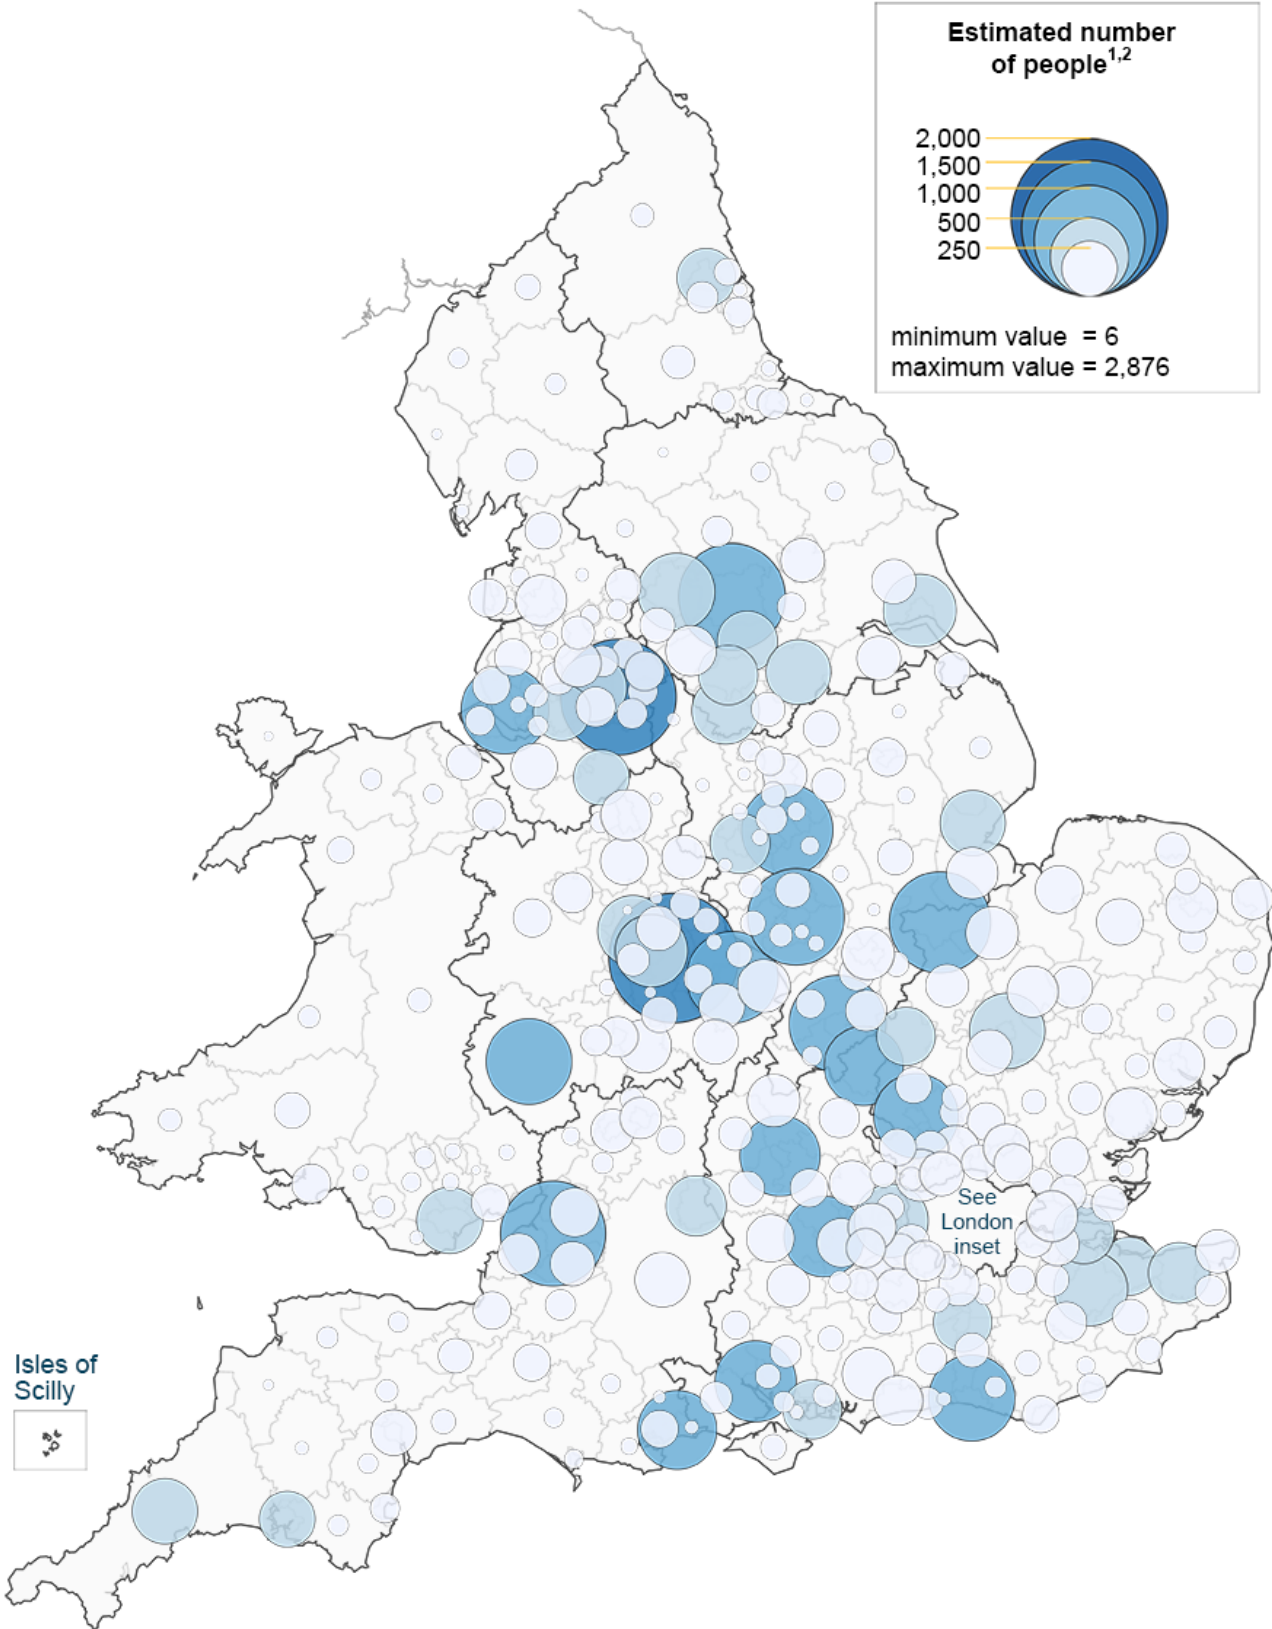 Estimated number
of people1,2
2,000
1,500
1,000
500
250
minimum value = 6
maximum value = 2,876
See
London
inset
Isles of
Scilly